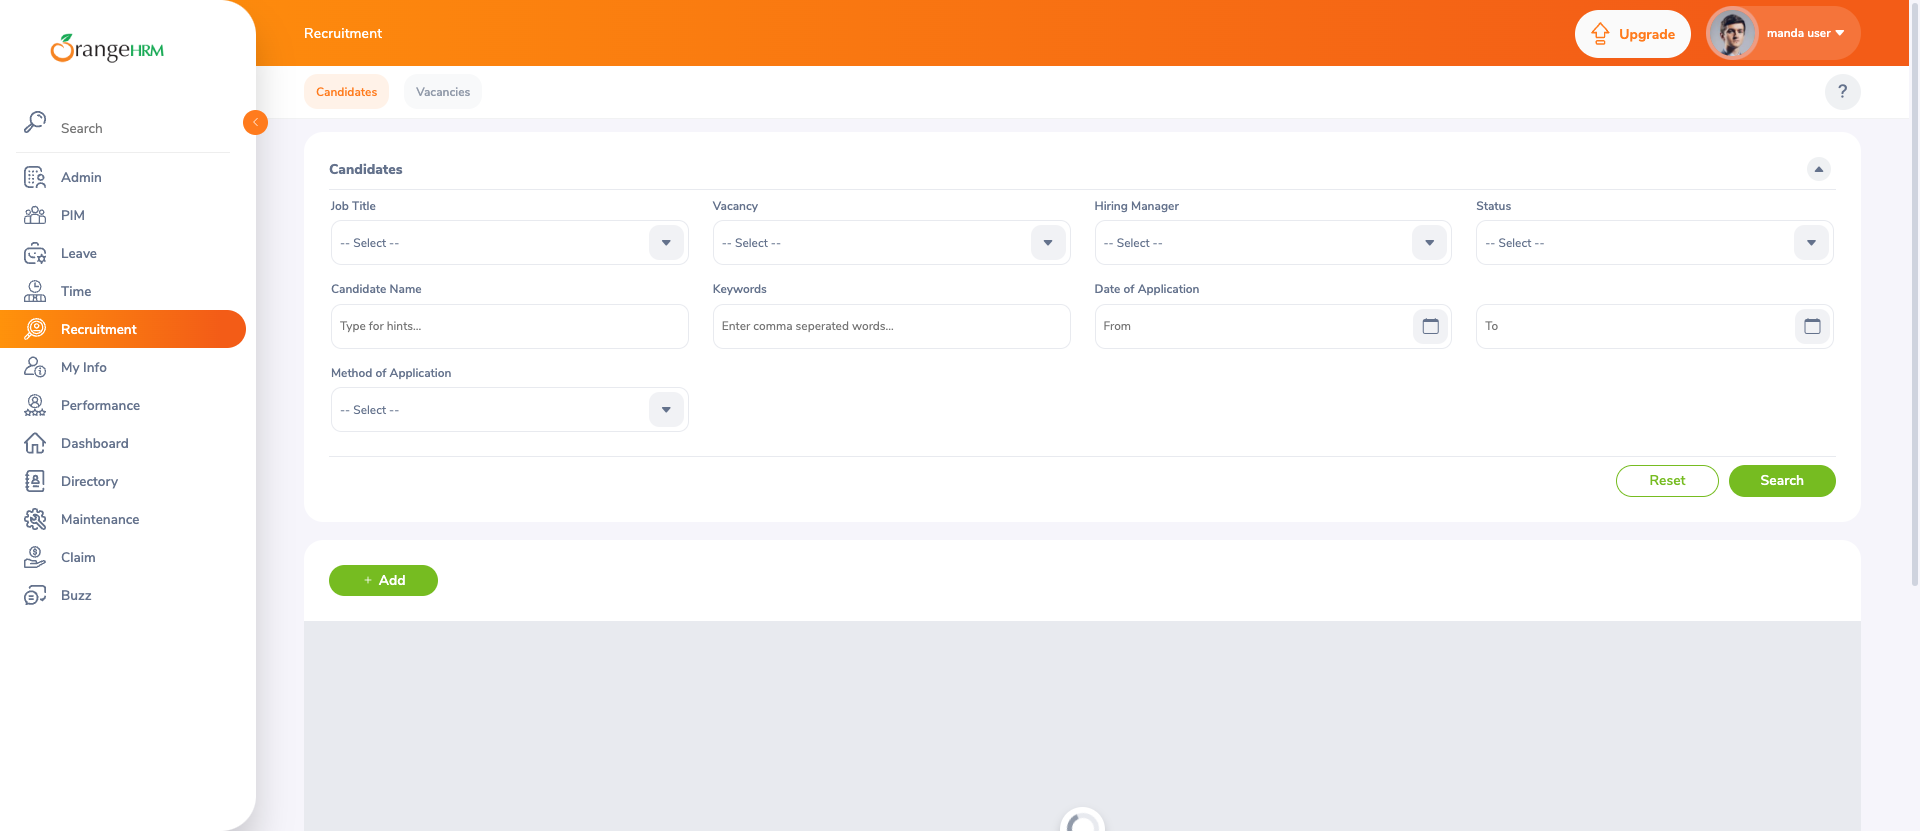 OrangeHRM
Search
Admin
PIM
Leave
Time
Recruitment
My Info
Performance
Dashboard
Directory
Maintenance
Claim
Buzz
Recruitment
Upgrade
manda user
Candidates
Vacancies
?
Candidates
Job Title
Vacancy
Hiring Manager
Status
-- Select --
-- Select --
-- Select --
-- Select --
Candidate Name
Keywords
Date of Application
Type for hints...
Enter comma seperated words...
From
To
Method of Application
-- Select --
Reset
Search
+ Add